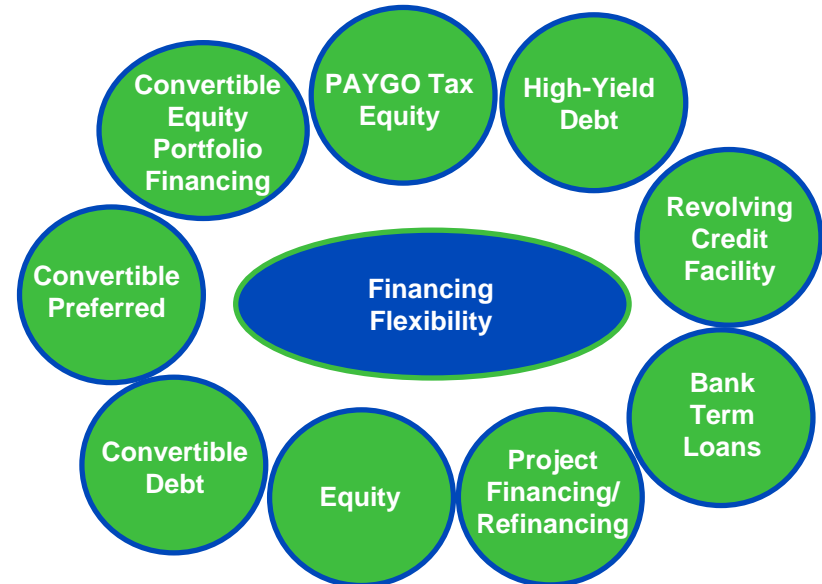 Convertible
Equity
Portfolio
Financing
PAYGO Tax
Equity
High-Yield
Debt
Revolving
Credit
Facility
Bank
Term
Loans
Project
Financing/
Refinancing
Equity
Convertible
Debt
Convertible
Preferred
Financing
Flexibility